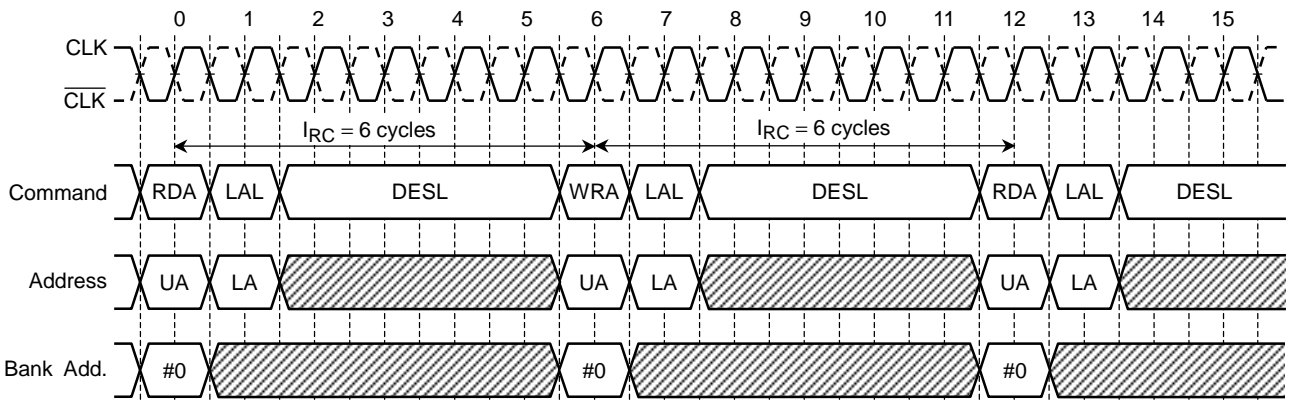 0 1 2 3 4 5 6 7 8 9 10 11 12 13 14 15
CLK
CLK
IRC = 6 cycles IRC = 6 cycles
Command RDA LAL DESL WRA LAL DESL RDA LAL DESL
Address UA LA UA LA UA LA
Bank Add. #0 #0 #0